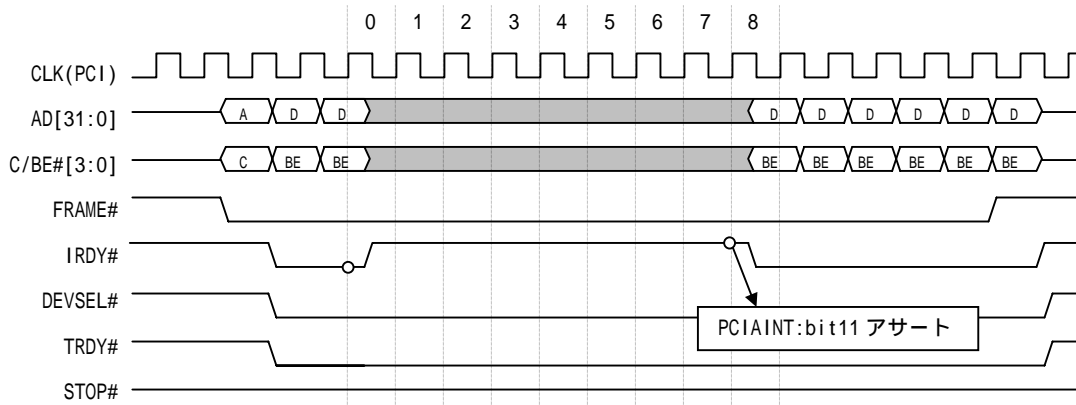 0 1 2 3 4 5 6 7 8
CLK(PCI)
AD[31:0] A D D D D D D D D
C/BE#[3:0] C BE BE BE BE BE BE BE BE
FRAME#
IRDY#
DEVSEL#
PCIAINT:bit11 アサート
TRDY#
STOP#